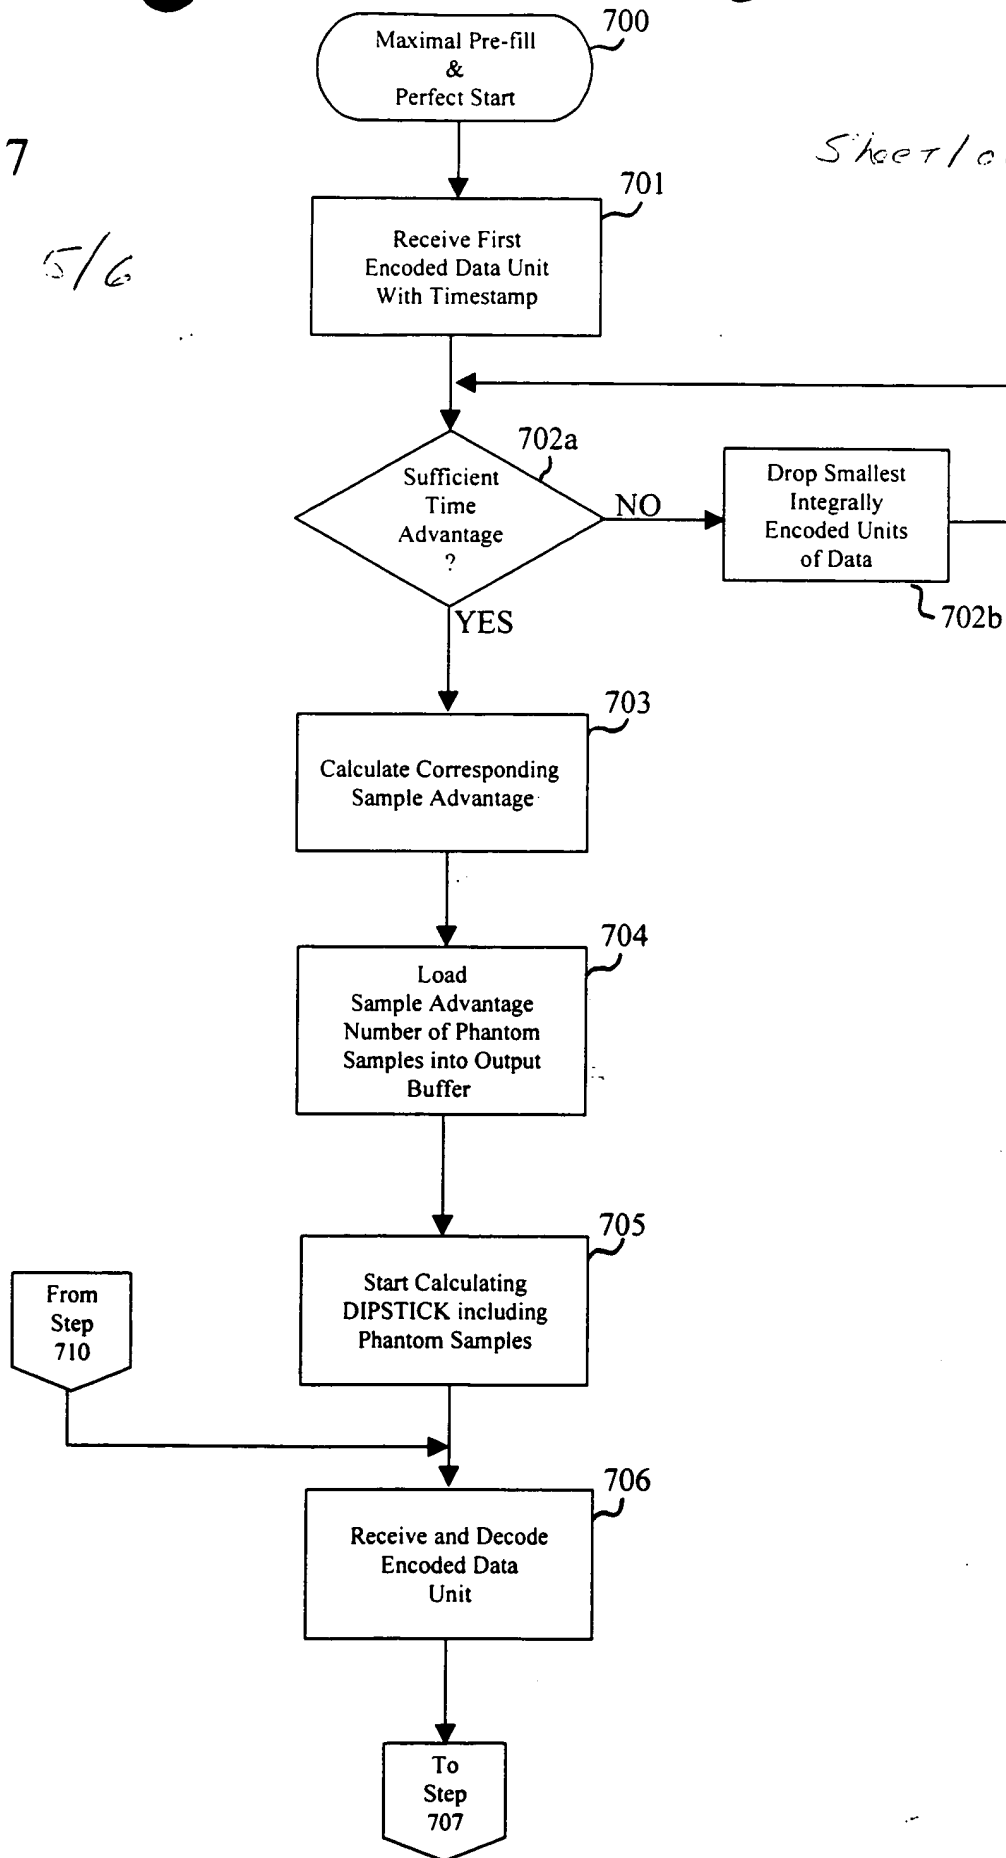 700
Maximal Pre-fill
&
Perfect Start
7
5/6
701
Receive First
Encoded Data Unit
With Timestamp
702a
Sufficient
Time
Advantage
?
NO
Drop Smallest
Integrally
Encoded Units
of Data
702b
YES
703
Calculate Corresponding
Sample Advantage
704
Load
Sample Advantage
Number of Phantom
Samples into Output
Buffer
705
Start Calculating
DIPSTICK including
Phantom Samples
From
Step
710
706
Receive and Decode
Encoded Data
Unit
To
Step
707